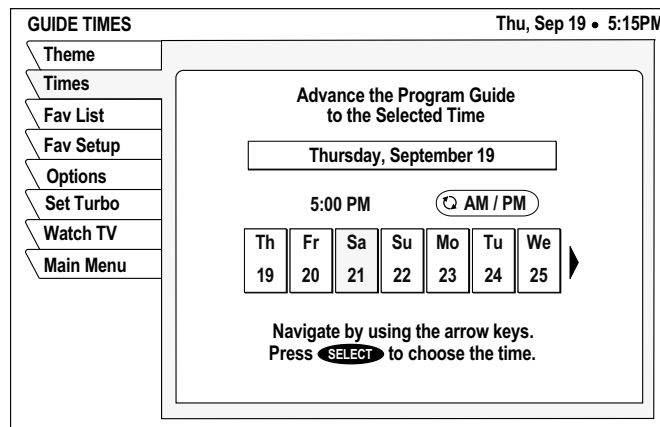 GUIDE TIMES Thu, Sep 19 • 5:15PM
Theme
Times
Fav List
Fav Setup
Options
Set Turbo
Watch TV
Main Menu
Advance the Program Guide
to the Selected Time
Thursday, September 19
5:00 PM AM / PM
Th Fr Sa Su Mo Tu We
19 20 21 22 23 24 25
Navigate by using the arrow keys.
Press SELECT to choose the time.